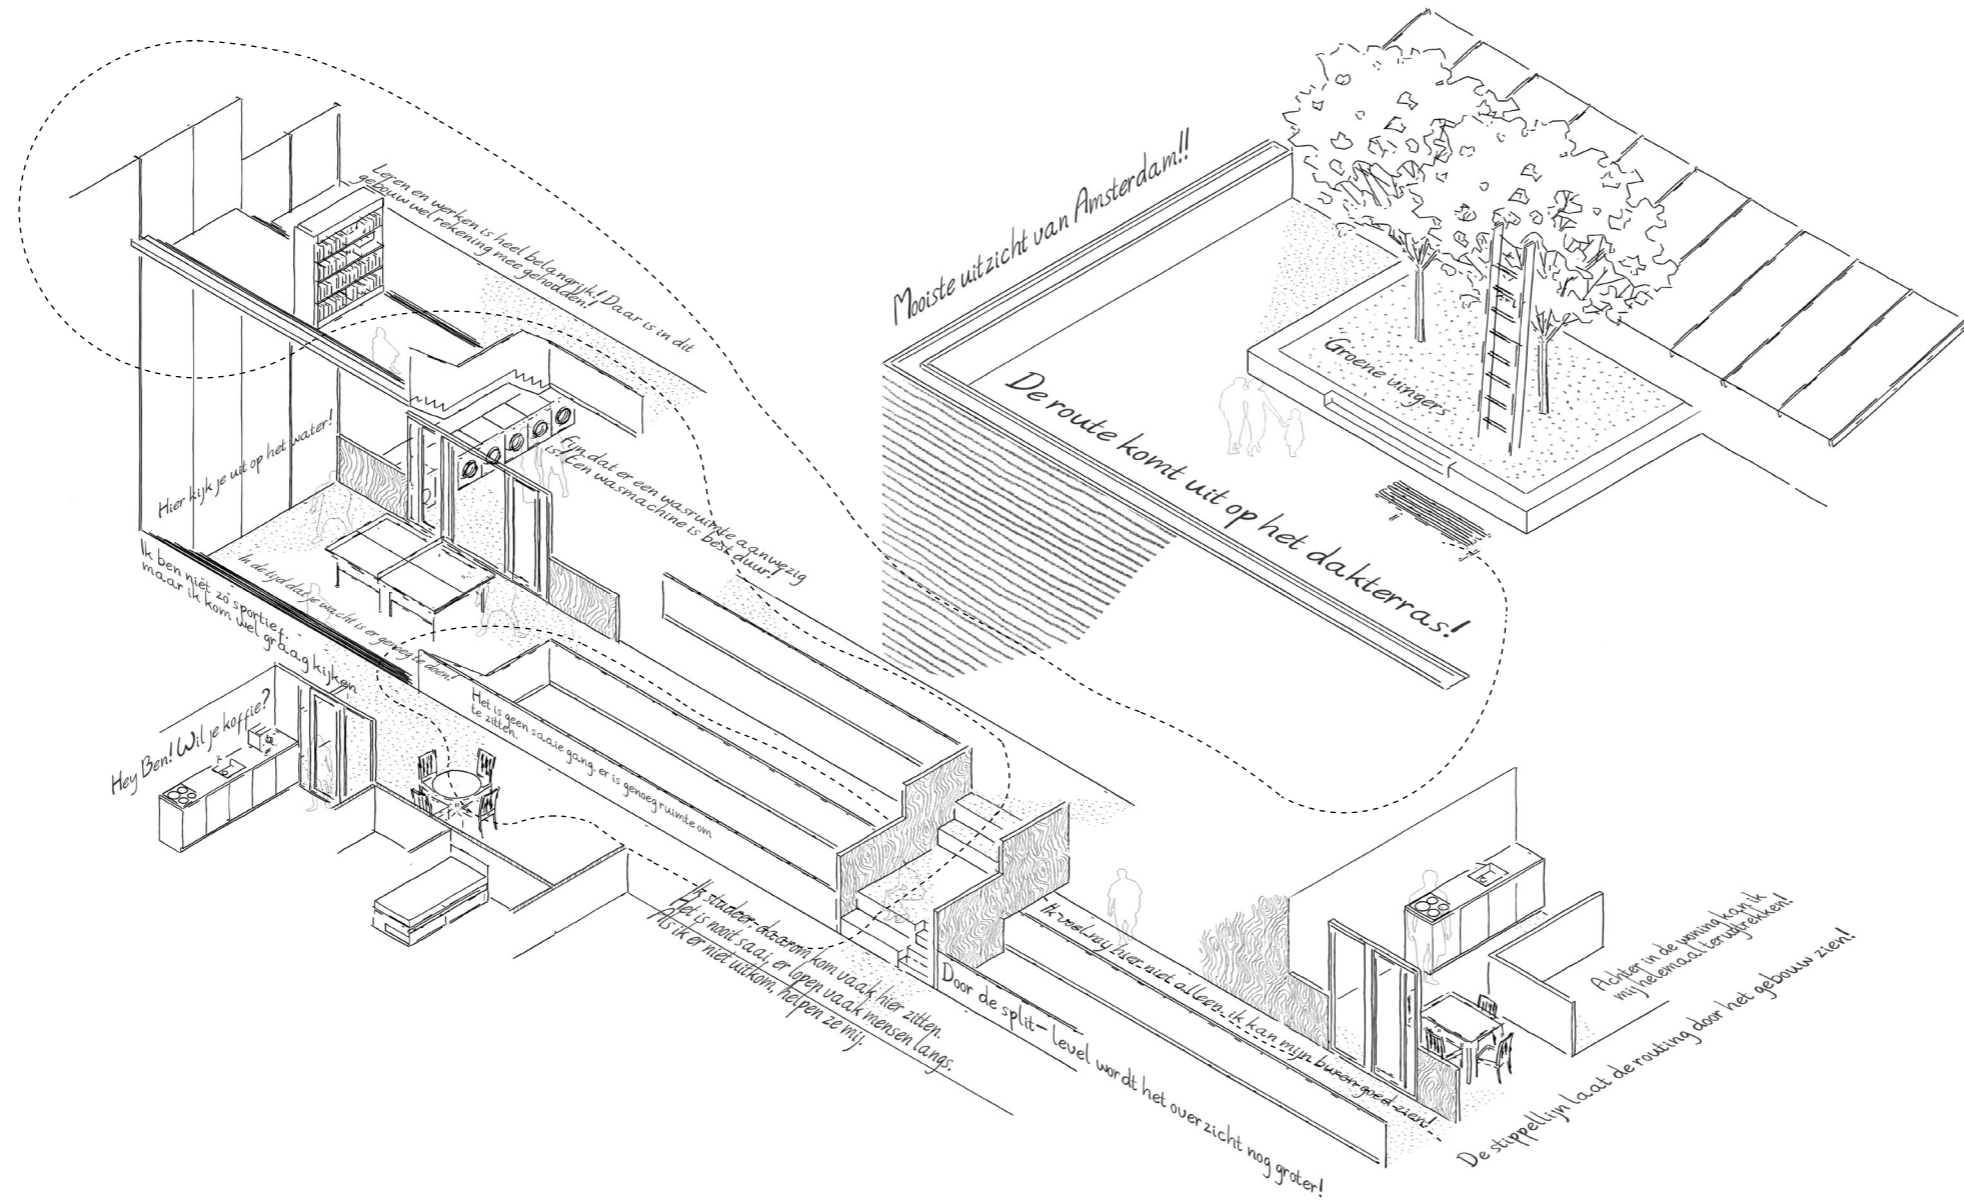 Leren en werken is heel belangrijk! Daar is in dit
gebouw wel rekening mee gehouden!
Mooiste uitzicht van Amsterdam!!
Groene vingers
De route komt uit op het dakterras!
Hier kijk je uit op het water!
Fijn dat er een wasruimte aanwezig
is! Een wasmachine is best duur!
In de tijd dat je wacht is er genoeg te doen!
Ik ben niet zo sportief.
maar ik kom wel graag kijken
Hey Ben! Wil je koffie?
Het is geen saaie gang. er is genoeg ruimte om
te zitten.
Ik studeer, daarom kom vaak hier zitten.
Het is nooit saai, er lopen vaak mensen langs.
Als ik er niet uitkom, helpen ze mij.
Door de split-level wordt het overzicht nog groter!
Ik voel mij hier niet alleen, ik kan mijn buren goed zien!
Achter in de woning kan ik
mij helemaal terugtrekken!
De stippellijn laat de routing door het gebouw zien!